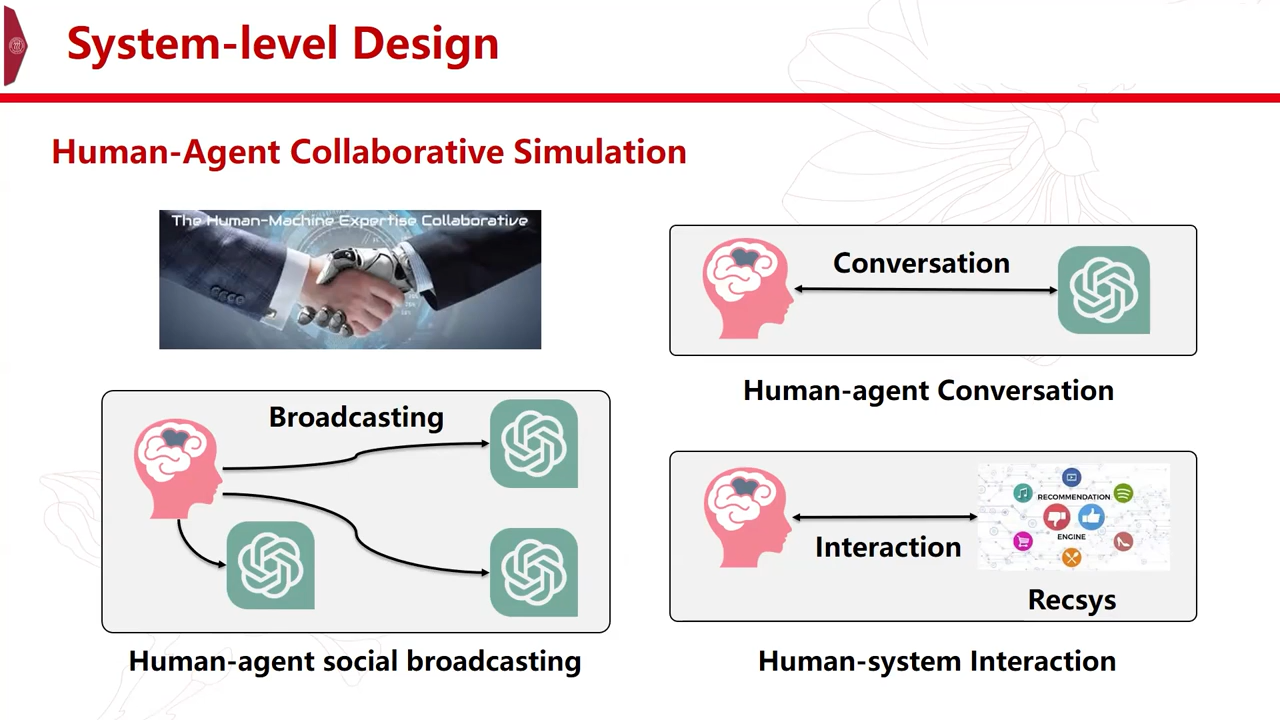 System-level Design
Human-Agent Collaborative Simulation
The Human-Machine Expertise Collaborative
Conversation
Human-agent Conversation
Broadcasting
Human-agent social broadcasting
RECOMMENDATION
ENGINE
Interaction
Recsys
Human-system Interaction